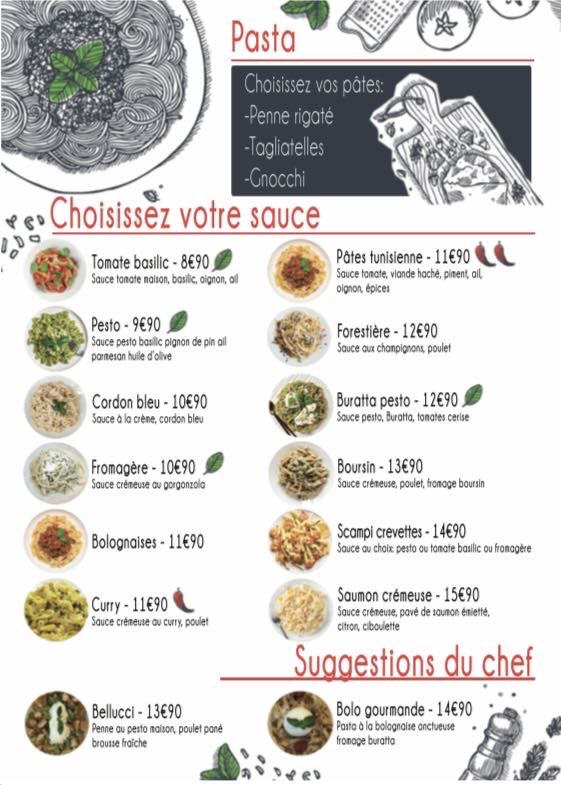 Pasta
Choisissez vos pâtes:
-Penne rigaté
-Tagliatelles
-Gnocchi
Choisissez votre sauce
Tomate basilic - 8€90
Sauce tomate maison, basilic, oignon, ail
Pesto - 9€90
Sauce pesto basilic pignon de pin ail
parmesan huile d'olive
Cordon bleu - 10€90
Sauce à la crème, cordon bleu
Fromagère - 10€90
Sauce crémeuse au gorgonzola
Bolognaises - 11€90
Curry - 11€90
Sauce crémeuse au curry, poulet
Pâtes tunisienne - 11€90
Sauce tomate, viande haché, piment, ail,
oignon, épices
Forestière - 12€90
Sauce aux champignons, poulet
Buratta pesto - 12€90
Sauce pesto, Buratta, tomates cerise
Boursin - 13€90
Sauce crémeuse, poulet, fromage boursin
Scampi crevettes - 14€90
Sauce au choix: pesto ou tomate basilic ou fromagère
Saumon crémeuse - 15€90
Sauce crémeuse, pavé de saumon émietté,
citron, ciboulette
Suggestions du chef
Bellucci - 13€90
Penne au pesto maison, poulet pané
brousse fraîche
Bolo gourmande - 14€90
Pasta à la bolognaise onctueuse
fromage buratta